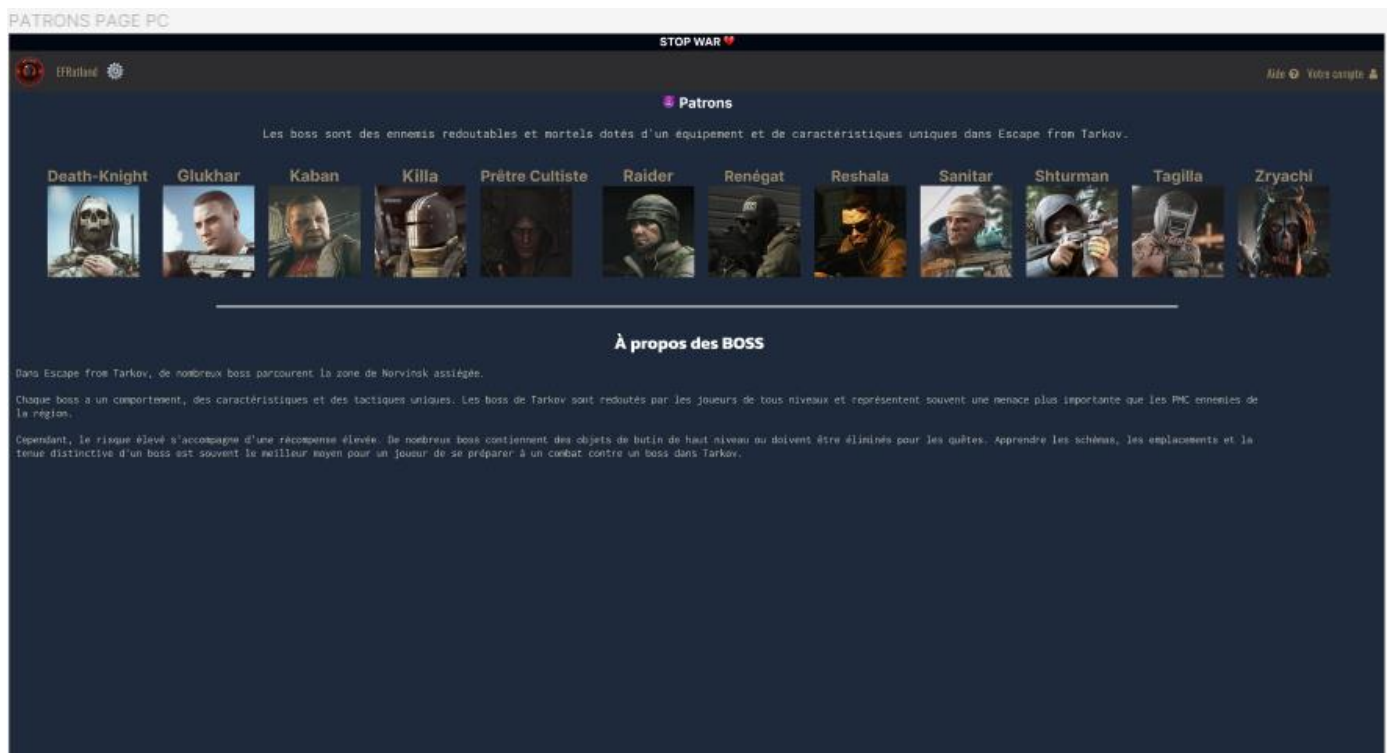 PATRONS PAGE PC
STOP WAR 💔
EFRatland
Aide Votre compte
😈 Patrons
Les boss sont des ennemis redoutables et mortels dotés d'un équipement et de caractéristiques uniques dans Escape from Tarkov.
Death-Knight Glukhar Kaban Killa Prêtre Cultiste Raider Renégat Reshala Sanitar Shturman Tagilla Zryachi
À propos des BOSS
Dans Escape from Tarkov, de nombreux boss parcourent la zone de Norvinsk assiégée.
Chaque boss a un comportement, des caractéristiques et des tactiques uniques. Les boss de Tarkov sont redoutés par les joueurs de tous niveaux et représentent souvent une menace plus importante que les PMC ennemies de
la région.
Cependant, le risque élevé s'accompagne d'une récompense élevée. De nombreux boss contiennent des objets de butin de haut niveau ou doivent être éliminés pour les quêtes. Apprendre les schémas, les emplacements et la
tenue distinctive d'un boss est souvent le meilleur moyen pour un joueur de se préparer à un combat contre un boss dans Tarkov.